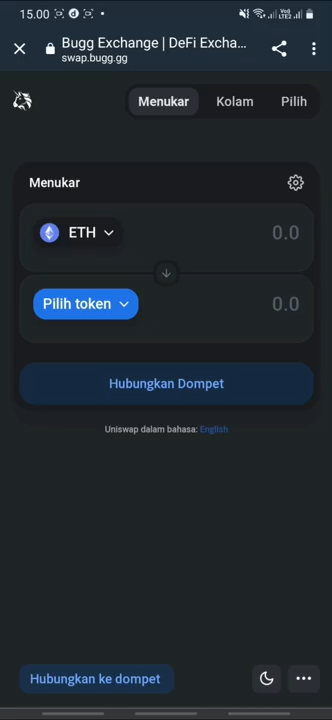 15.00
Bugg Exchange | DeFi Excha...
swap.bugg.gg
Menukar
Kolam
Pilih
Menukar
ETH
0.0
Pilih token
0.0
Hubungkan Dompet
Uniswap dalam bahasa: English
Hubungkan ke dompet